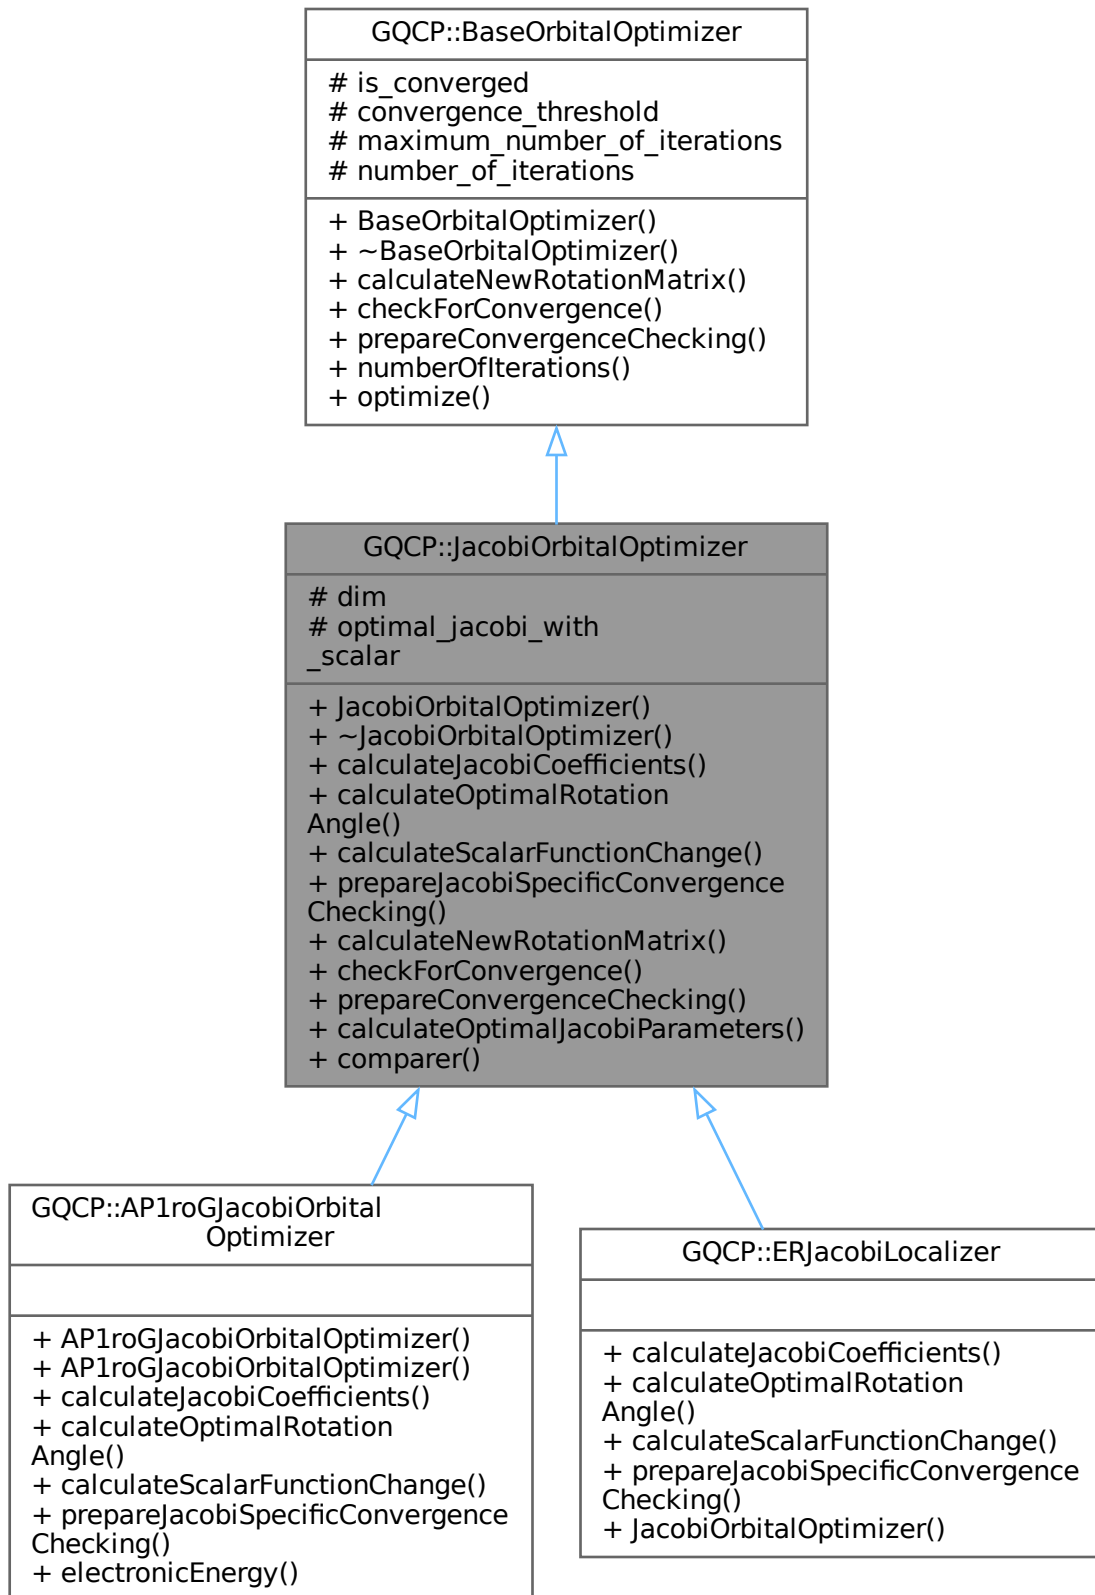 GQCP::BaseOrbitalOptimizer
# is_converged
# convergence_threshold
# maximum_number_of_iterations
# number_of_iterations
+ BaseOrbitalOptimizer()
+ ~BaseOrbitalOptimizer()
+ calculateNewRotationMatrix()
+ checkForConvergence()
+ prepareConvergenceChecking()
+ numberOfIterations()
+ optimize()
GQCP::JacobiOrbitalOptimizer
# dim
# optimal_jacobi_with
_scalar
+ JacobiOrbitalOptimizer()
+ ~JacobiOrbitalOptimizer()
+ calculateJacobiCoefficients()
+ calculateOptimalRotation
Angle()
+ calculateScalarFunctionChange()
+ prepareJacobiSpecificConvergence
Checking()
+ calculateNewRotationMatrix()
+ checkForConvergence()
+ prepareConvergenceChecking()
+ calculateOptimalJacobiParameters()
+ comparer()
GQCP::AP1roGJacobiOrbital
Optimizer
+ AP1roGJacobiOrbitalOptimizer()
+ AP1roGJacobiOrbitalOptimizer()
+ calculateJacobiCoefficients()
+ calculateOptimalRotation
Angle()
+ calculateScalarFunctionChange()
+ prepareJacobiSpecificConvergence
Checking()
+ electronicEnergy()
GQCP::ERJacobiLocalizer
+ calculateJacobiCoefficients()
+ calculateOptimalRotation
Angle()
+ calculateScalarFunctionChange()
+ prepareJacobiSpecificConvergence
Checking()
+ JacobiOrbitalOptimizer()